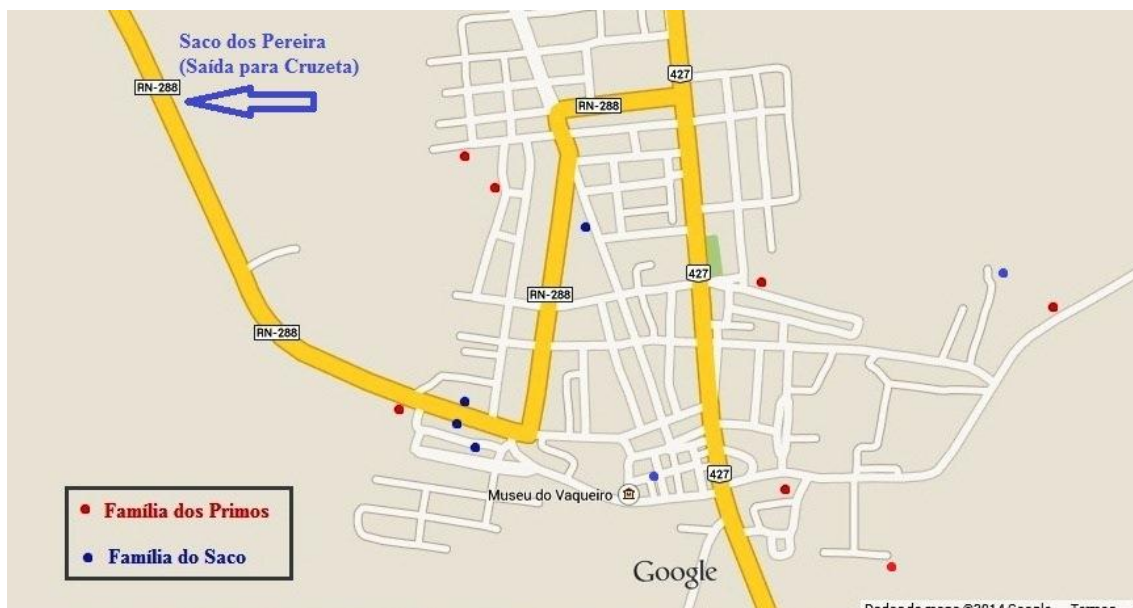 Saco dos Pereira
(Saída para Cruzeta)
427
RN-288
RN-288
427
RN-288
RN-288
427
Museu do Vaqueiro
Família dos Primos
Família do Saco
Google